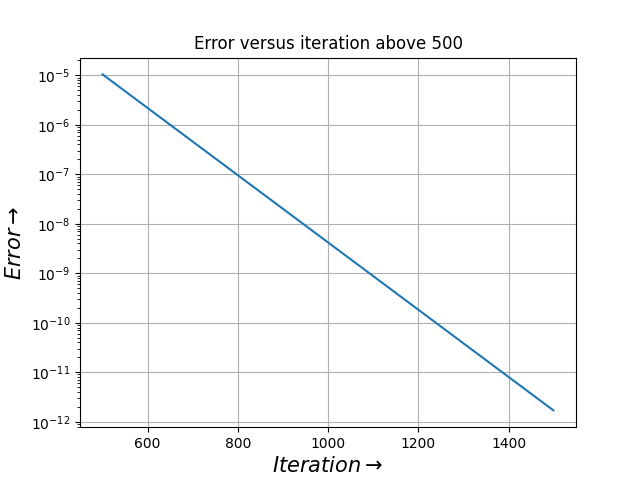 Error versus iteration above 500
Error→
10⁻⁵
10⁻⁶
10⁻⁷
10⁻⁸
10⁻⁹
10⁻¹⁰
10⁻¹¹
10⁻¹²
600 800 1000 1200 1400
Iteration→